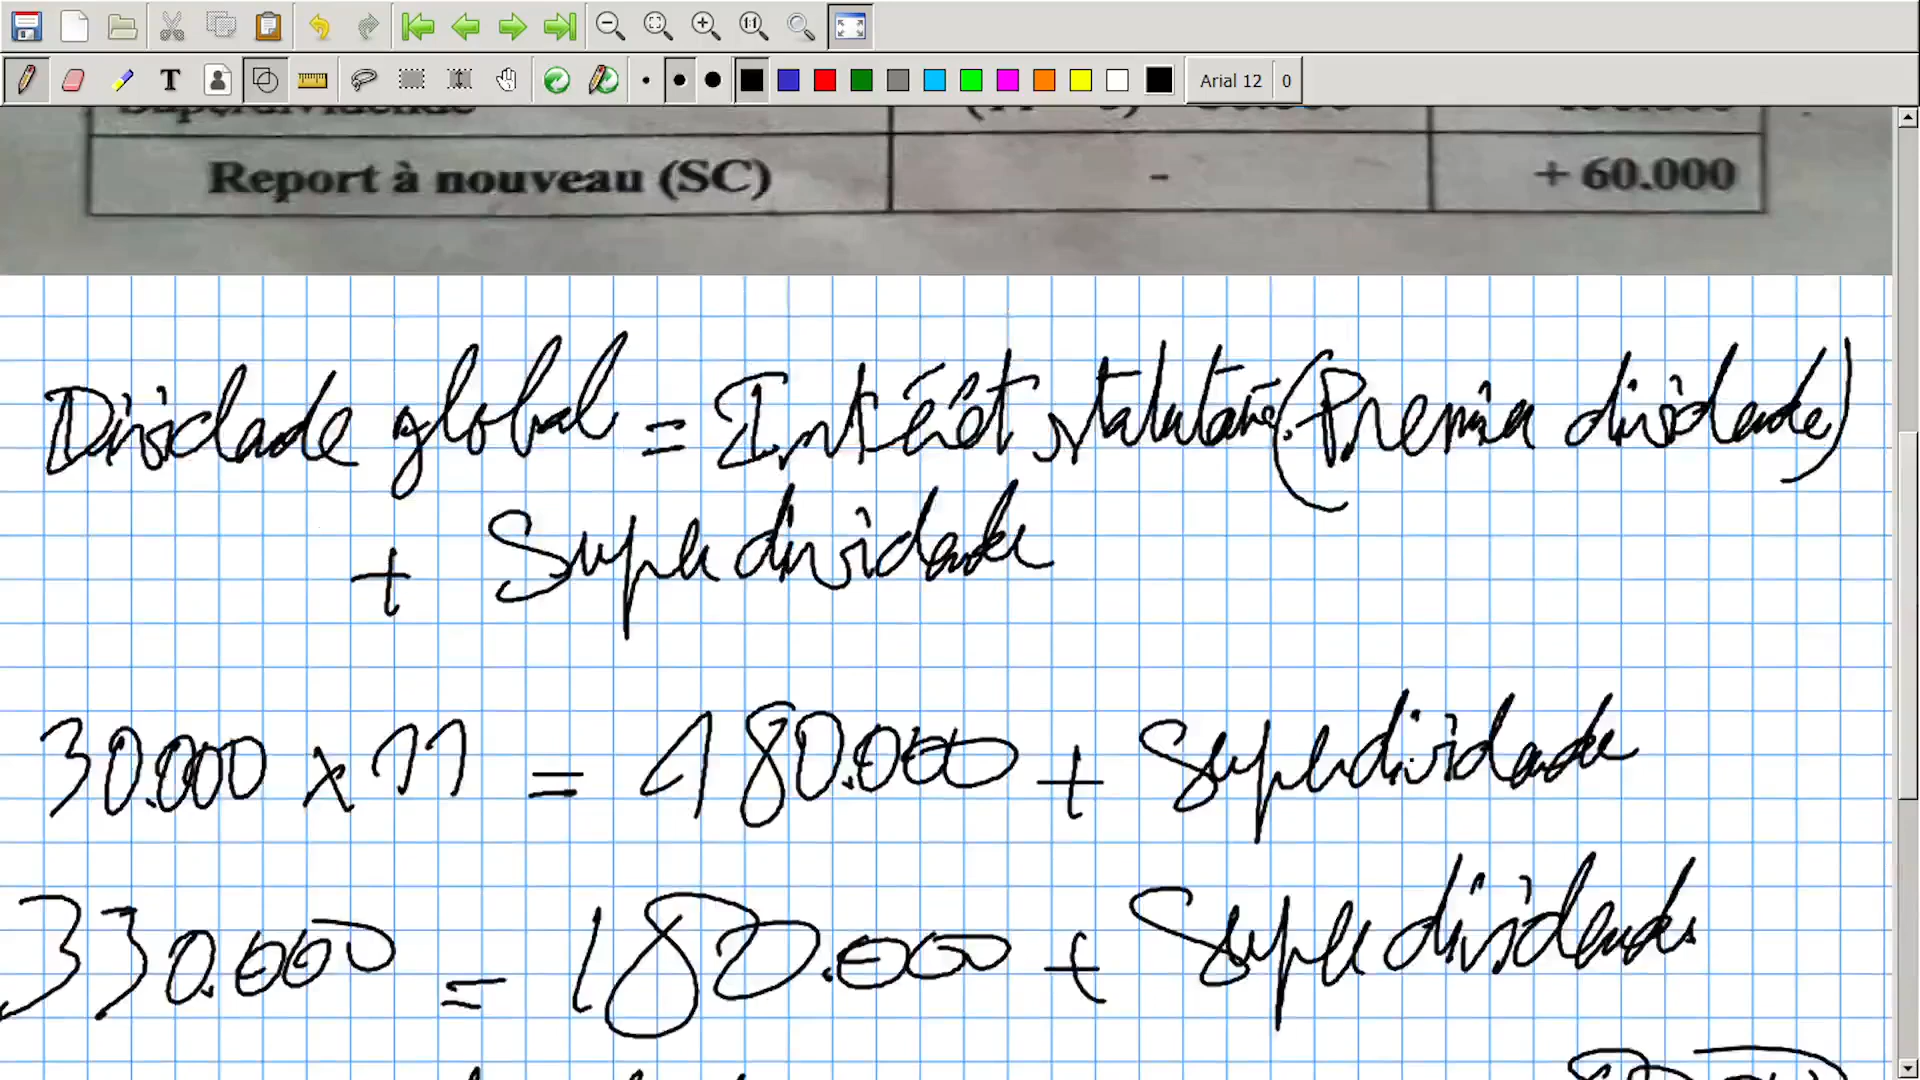 Arial 12 0
Superdividende
Report à nouveau (SC) - + 60.000
Dividende global = Intérêt statutaire (Premier dividende)
+ Superdividende
30.000 x 11 = 180.000 + Superdividende
330.000 = 180.000 + Superdividende